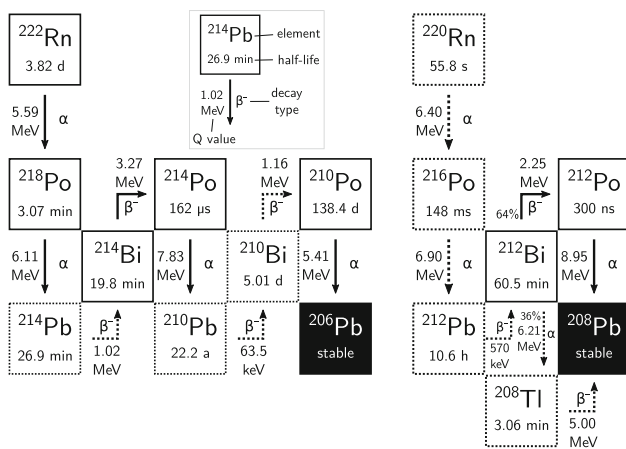 222Rn
3.82 d
5.59
MeV
α
218Po
3.07 min
6.11
MeV
α
214Pb
26.9 min
β−
1.02
MeV
214Bi
19.8 min
3.27
MeV
β−
214Po
162 µs
7.83
MeV
α
210Pb
22.2 a
β−
63.5
keV
210Bi
5.01 d
1.16
MeV
β−
210Po
138.4 d
5.41
MeV
α
206Pb
stable
214Pb
26.9 min
element
half-life
1.02
MeV
β−
decay
type
Q value
220Rn
55.8 s
6.40
MeV
α
216Po
148 ms
6.90
MeV
α
212Pb
10.6 h
β−
570
keV
212Bi
60.5 min
64%
2.25
MeV
β−
212Po
300 ns
8.95
MeV
α
208Pb
stable
36%
6.21
MeV
α
208Tl
3.06 min
β−
5.00
MeV